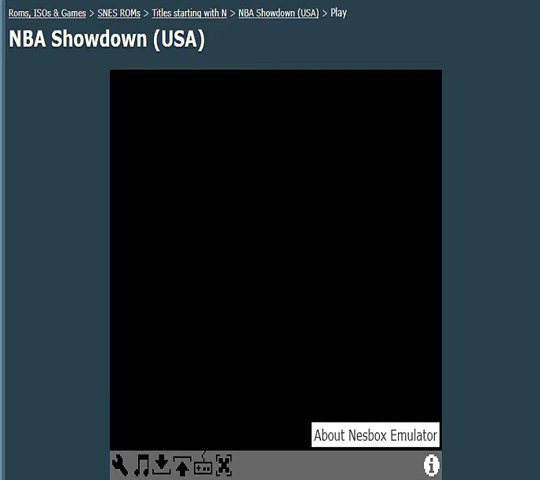 Roms, ISOs & Games > SNES ROMs > Titles starting with N > NBA Showdown (USA) > Play
NBA Showdown (USA)
About Nesbox Emulator